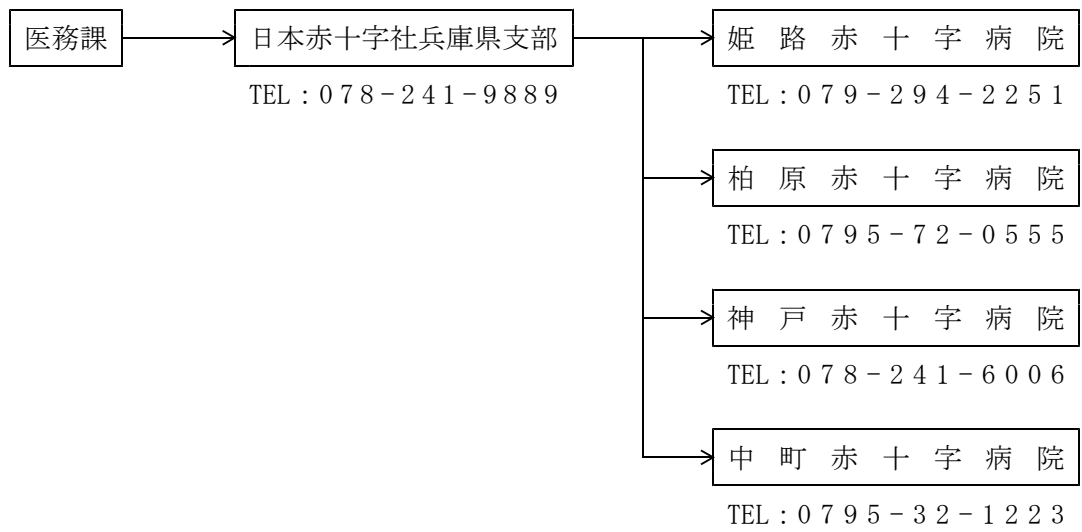 医務課
日本赤十字社兵庫県支部
TEL：０７８－２４１－９８８９
姫路赤十字病院
TEL：０７９－２９４－２２５１
柏原赤十字病院
TEL：０７９５－７２－０５５５
神戸赤十字病院
TEL：０７８－２４１－６００６
中町赤十字病院
TEL：０７９５－３２－１２２３